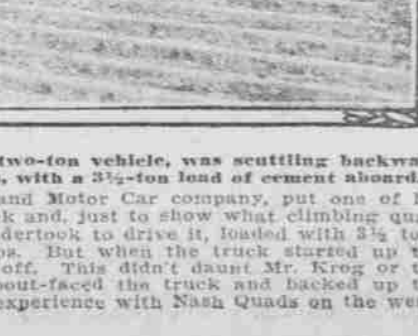 two-ton vehicle, was scuttling backwa
, with a 3½-ton load of cement aboard.
and Motor Car company, put one of
k and, just to show what climbing qu
dertook to drive it, loaded with 3½ to
os. But when the truck started up t
off. This didn't daunt Mr. Krog or
bout-faced the truck and backed up t
experience with Nash Quads on the we